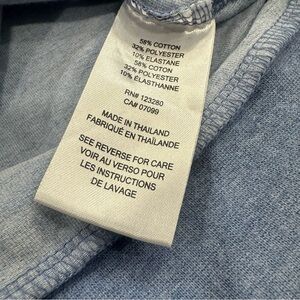 58% COTTON
32% POLYESTER
10% ELASTANE
58% COTON
32% POLYESTER
10% ELASTHANNE
RN# 123280
CA# 07099
MADE IN THAILAND
FABRIQUÉ EN THAÏLANDE
SEE REVERSE FOR CARE
VOIR AU VERSO POUR
LES INSTRUCTIONS
DE LAVAGE